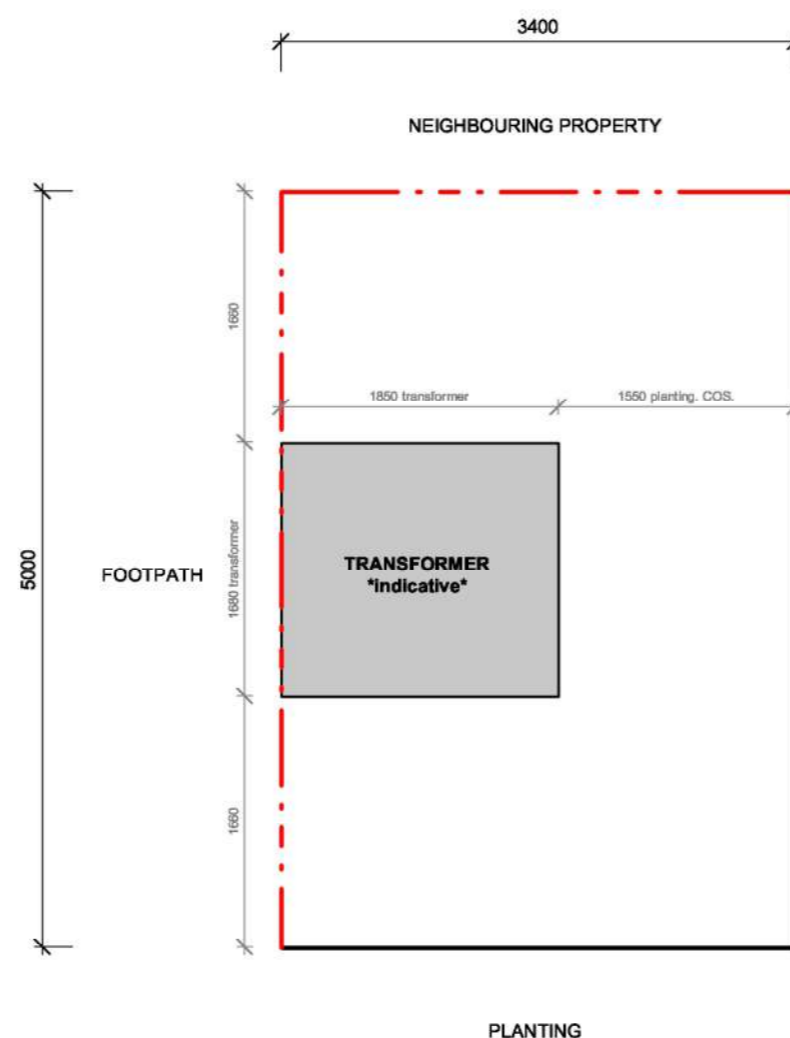 3400
NEIGHBOURING PROPERTY
1660
1850 transformer
1550 planting. COS.
5000
FOOTPATH
1680 transformer
TRANSFORMER
*indicative*
1660
PLANTING